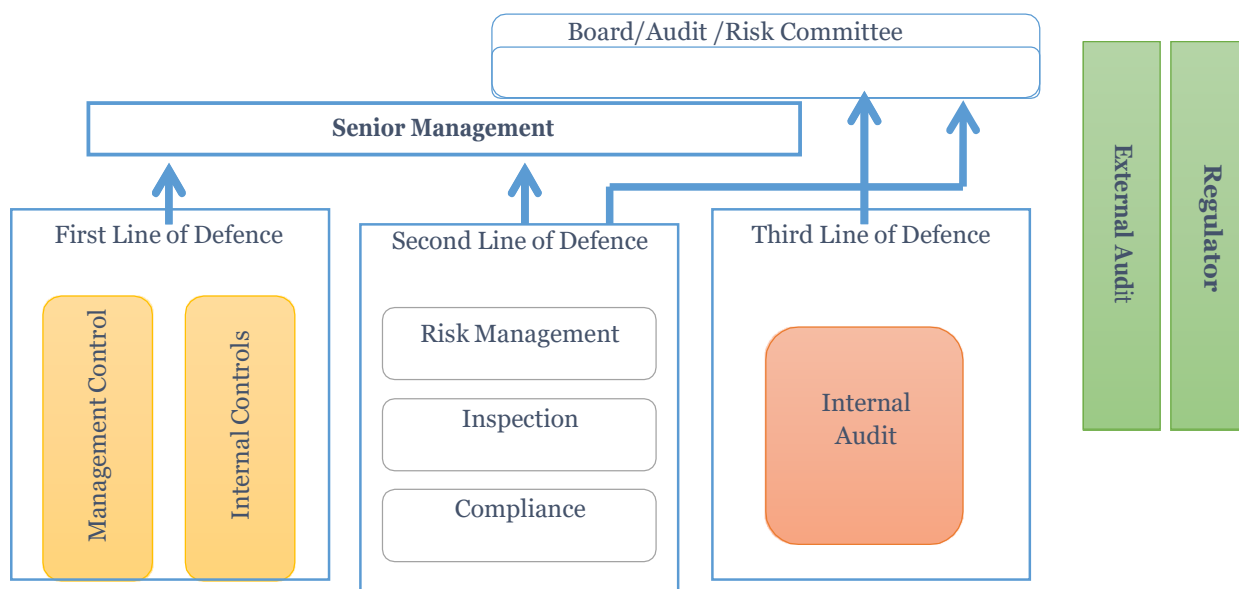 Board/Audit /Risk Committee
Senior Management
First Line of Defence
Management Control
Internal Controls
Second Line of Defence
Risk Management
Inspection
Compliance
Third Line of Defence
Internal
Audit
External Audit
Regulator